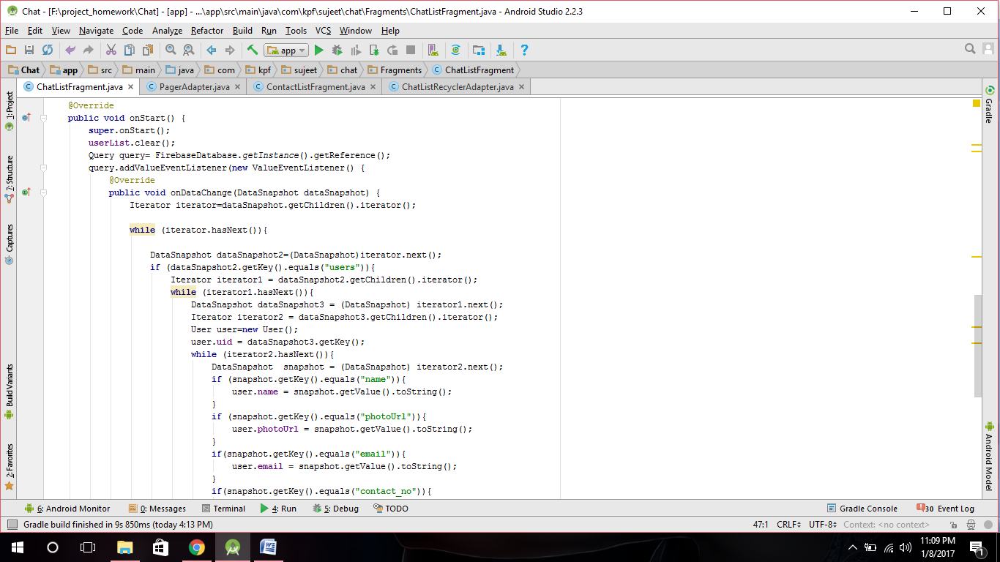 Chat - [F:\project_homework\Chat] - [app] - ...\app\src\main\java\com\kpf\sujeet\chat\Fragments\ChatListFragment.java - Android Studio 2.2.3
File Edit View Navigate Code Analyze Refactor Build Run Tools VCS Window Help
app
Chat app src main java com kpf sujeet chat Fragments ChatListFragment
ChatListFragment.java PagerAdapter.java ContactListFragment.java ChatListRecyclerAdapter.java
1: Project
7: Structure
Captures
Build Variants
2: Favorites
@Override
public void onStart() {
super.onStart();
userList.clear();
Query query= FirebaseDatabase.getInstance().getReference();
query.addValueEventListener(new ValueEventListener() {
@Override
public void onDataChange(DataSnapshot dataSnapshot) {
Iterator iterator=dataSnapshot.getChildren().iterator();
while (iterator.hasNext()){
DataSnapshot dataSnapshot2=(DataSnapshot)iterator.next();
if (dataSnapshot2.getKey().equals("users")){
Iterator iterator1 = dataSnapshot2.getChildren().iterator();
while (iterator1.hasNext()){
DataSnapshot dataSnapshot3 = (DataSnapshot) iterator1.next();
Iterator iterator2 = dataSnapshot3.getChildren().iterator();
User user=new User();
user.uid = dataSnapshot3.getKey();
while (iterator2.hasNext()){
DataSnapshot  snapshot = (DataSnapshot) iterator2.next();
if (snapshot.getKey().equals("name")){
user.name = snapshot.getValue().toString();
}
if (snapshot.getKey().equals("photoUrl")){
user.photoUrl = snapshot.getValue().toString();
}
if(snapshot.getKey().equals("email")){
user.email = snapshot.getValue().toString();
}
if(snapshot.getKey().equals("contact_no")){
Gradle
Android Model
6: Android Monitor 0: Messages Terminal 4: Run 5: Debug TODO Gradle Console 30 Event Log
Gradle build finished in 9s 850ms (today 4:13 PM) 47:1 CRLF UTF-8 Context: <no context>
11:09 PM
1/8/2017
1